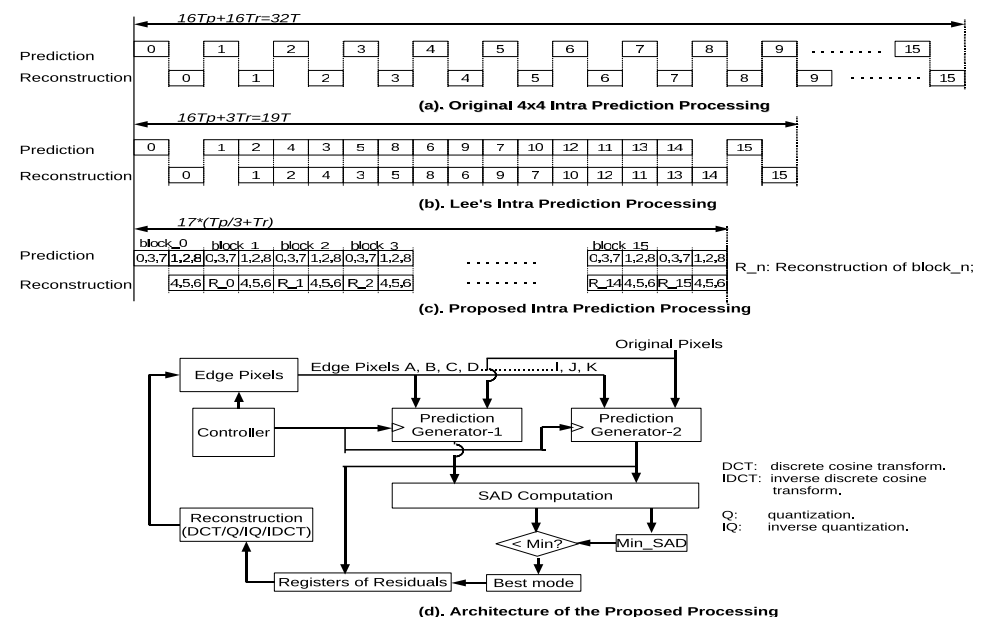 16Tp+16Tr=32T
Prediction 0 1 2 3 4 5 6 7 8 9 ........ 15
Reconstruction 0 1 2 3 4 5 6 7 8 9 ........ 15
(a). Original 4x4 Intra Prediction Processing
16Tp+3Tr=19T
Prediction 0 1 2 4 3 5 8 6 9 7 10 12 11 13 14 15
Reconstruction 0 1 2 4 3 5 8 6 9 7 10 12 11 13 14 15
(b). Lee's Intra Prediction Processing
17*(Tp/3+Tr)
block_0 block_1 block_2 block_3 block_15
Prediction 0,3,7 1,2,8 0,3,7 1,2,8 0,3,7 1,2,8 0,3,7 1,2,8 ........ 0,3,7 1,2,8 0,3,7 1,2,8
R_n: Reconstruction of block_n;
Reconstruction 4,5,6 R_0 4,5,6 R_1 4,5,6 R_2 4,5,6 ........ R_14 4,5,6 R_15 4,5,6
(c). Proposed Intra Prediction Processing
Original Pixels
Edge Pixels
Edge Pixels A, B, C, D..............I, J, K
Controller
Prediction
Generator-1
Prediction
Generator-2
DCT: discrete cosine transform.
IDCT: inverse discrete cosine
transform.
SAD Computation
Q: quantization.
IQ: inverse quantization.
Reconstruction
(DCT/Q/IQ/IDCT)
< Min?
Min_SAD
Registers of Residuals
Best mode
(d). Architecture of the Proposed Processing